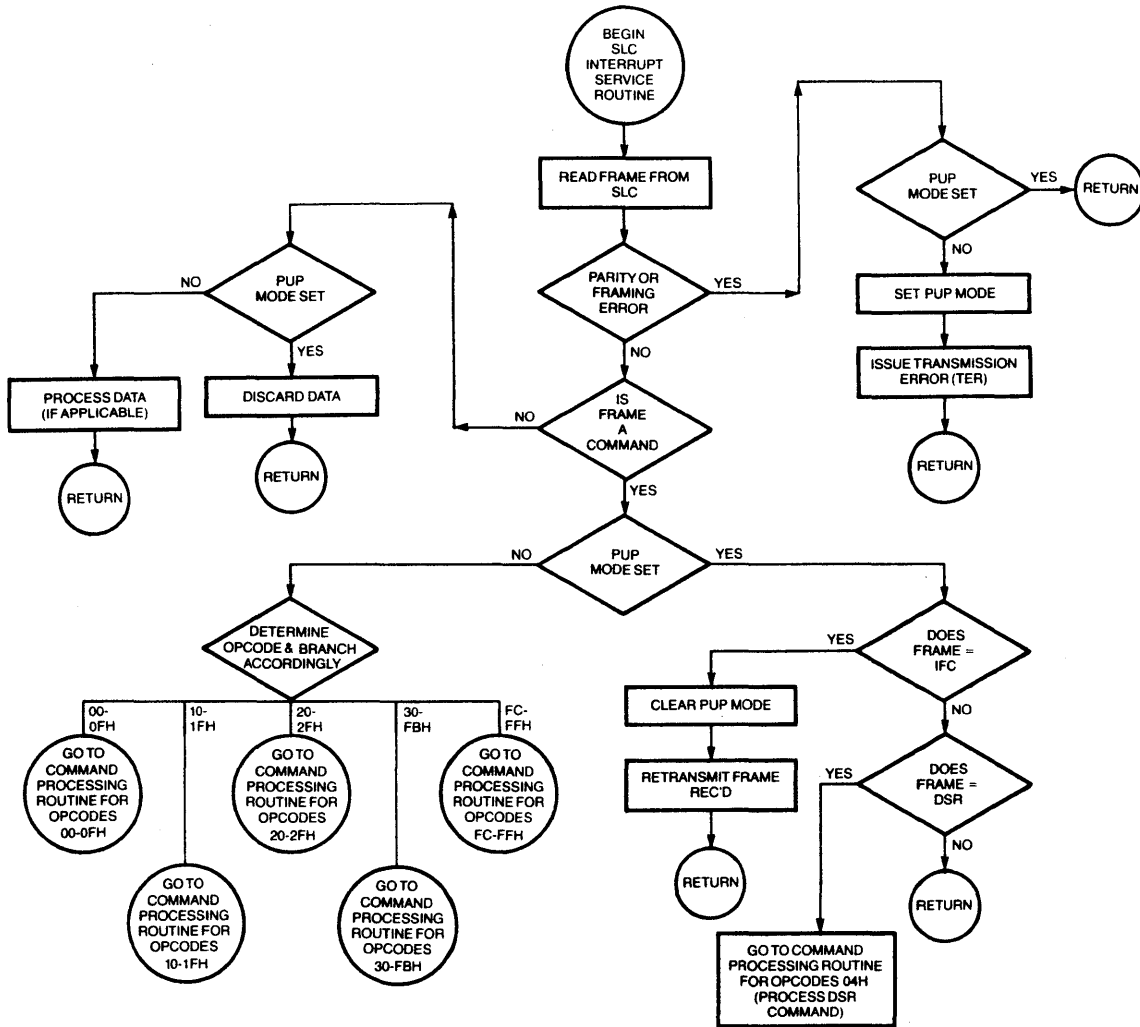 BEGIN
SLC
INTERRUPT
SERVICE
ROUTINE
READ FRAME FROM
SLC
PARITY OR
FRAMING
ERROR
YES
NO
PUP
MODE SET
YES
RETURN
NO
SET PUP MODE
ISSUE TRANSMISSION
ERROR (TER)
RETURN
IS
FRAME
A
COMMAND
NO
YES
PUP
MODE SET
NO
YES
PROCESS DATA
(IF APPLICABLE)
DISCARD DATA
RETURN
RETURN
PUP
MODE SET
NO
YES
DETERMINE
OPCODE & BRANCH
ACCORDINGLY
00-
0FH
10-
1FH
20-
2FH
30-
FBH
FC-
FFH
GO TO
COMMAND
PROCESSING
ROUTINE FOR
OPCODES
00-0FH
GO TO
COMMAND
PROCESSING
ROUTINE FOR
OPCODES
20-2FH
GO TO
COMMAND
PROCESSING
ROUTINE FOR
OPCODES
FC-FFH
GO TO
COMMAND
PROCESSING
ROUTINE FOR
OPCODES
10-1FH
GO TO
COMMAND
PROCESSING
ROUTINE FOR
OPCODES
30-FBH
DOES
FRAME =
IFC
YES
NO
CLEAR PUP MODE
RETRANSMIT FRAME
REC'D
RETURN
DOES
FRAME =
DSR
YES
NO
RETURN
GO TO COMMAND
PROCESSING ROUTINE
FOR OPCODES 04H
(PROCESS DSR
COMMAND)